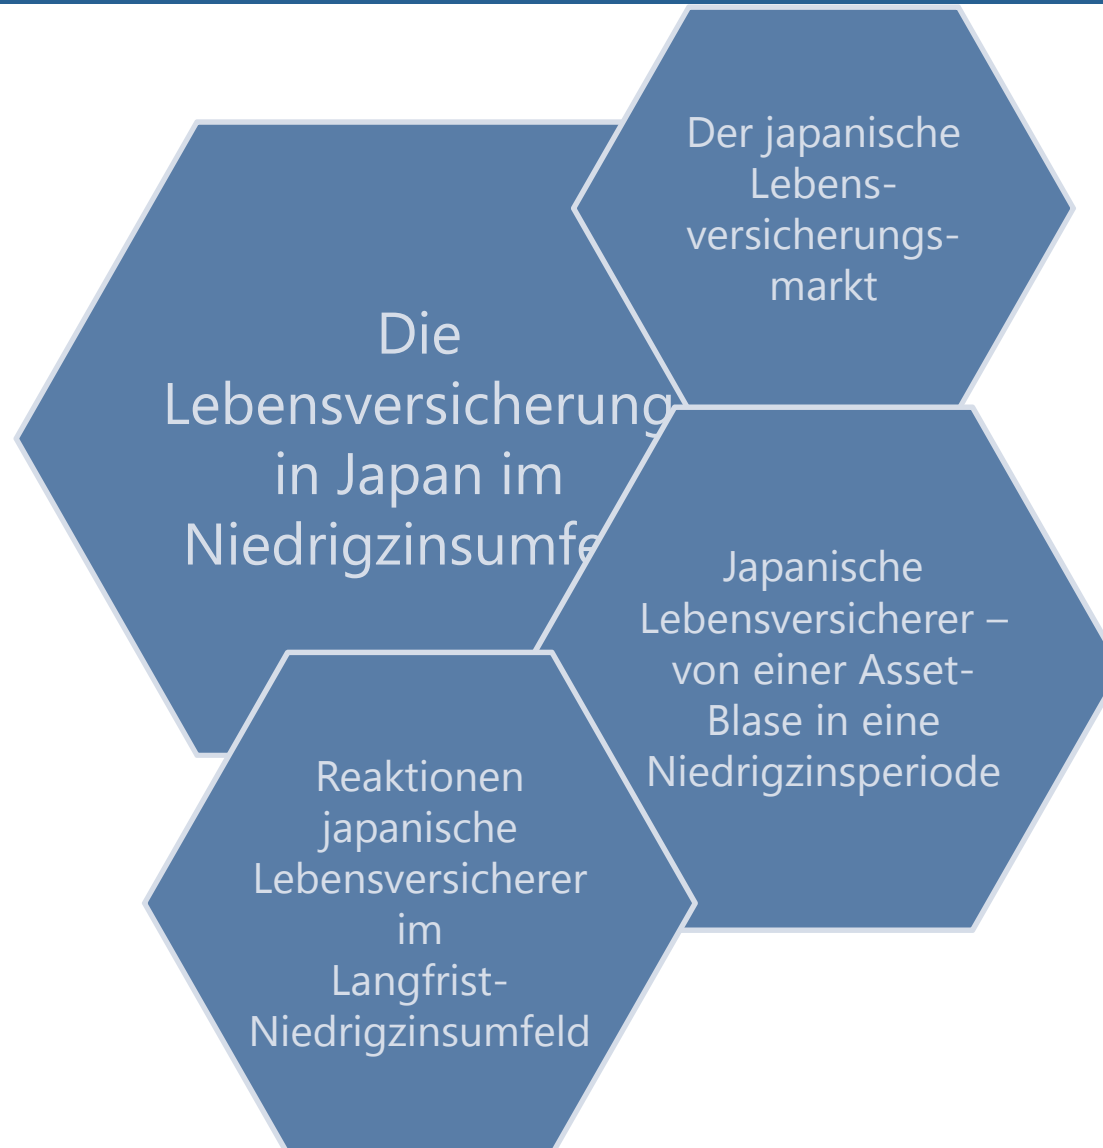 Die
Lebensversicherung
in Japan im
Niedrigzinsumfe
Der japanische
Lebens-
versicherungs-
markt
Japanische
Lebensversicherer –
von einer Asset-
Blase in eine
Niedrigzinsperiode
Reaktionen
japanische
Lebensversicherer
im
Langfrist-
Niedrigzinsumfeld